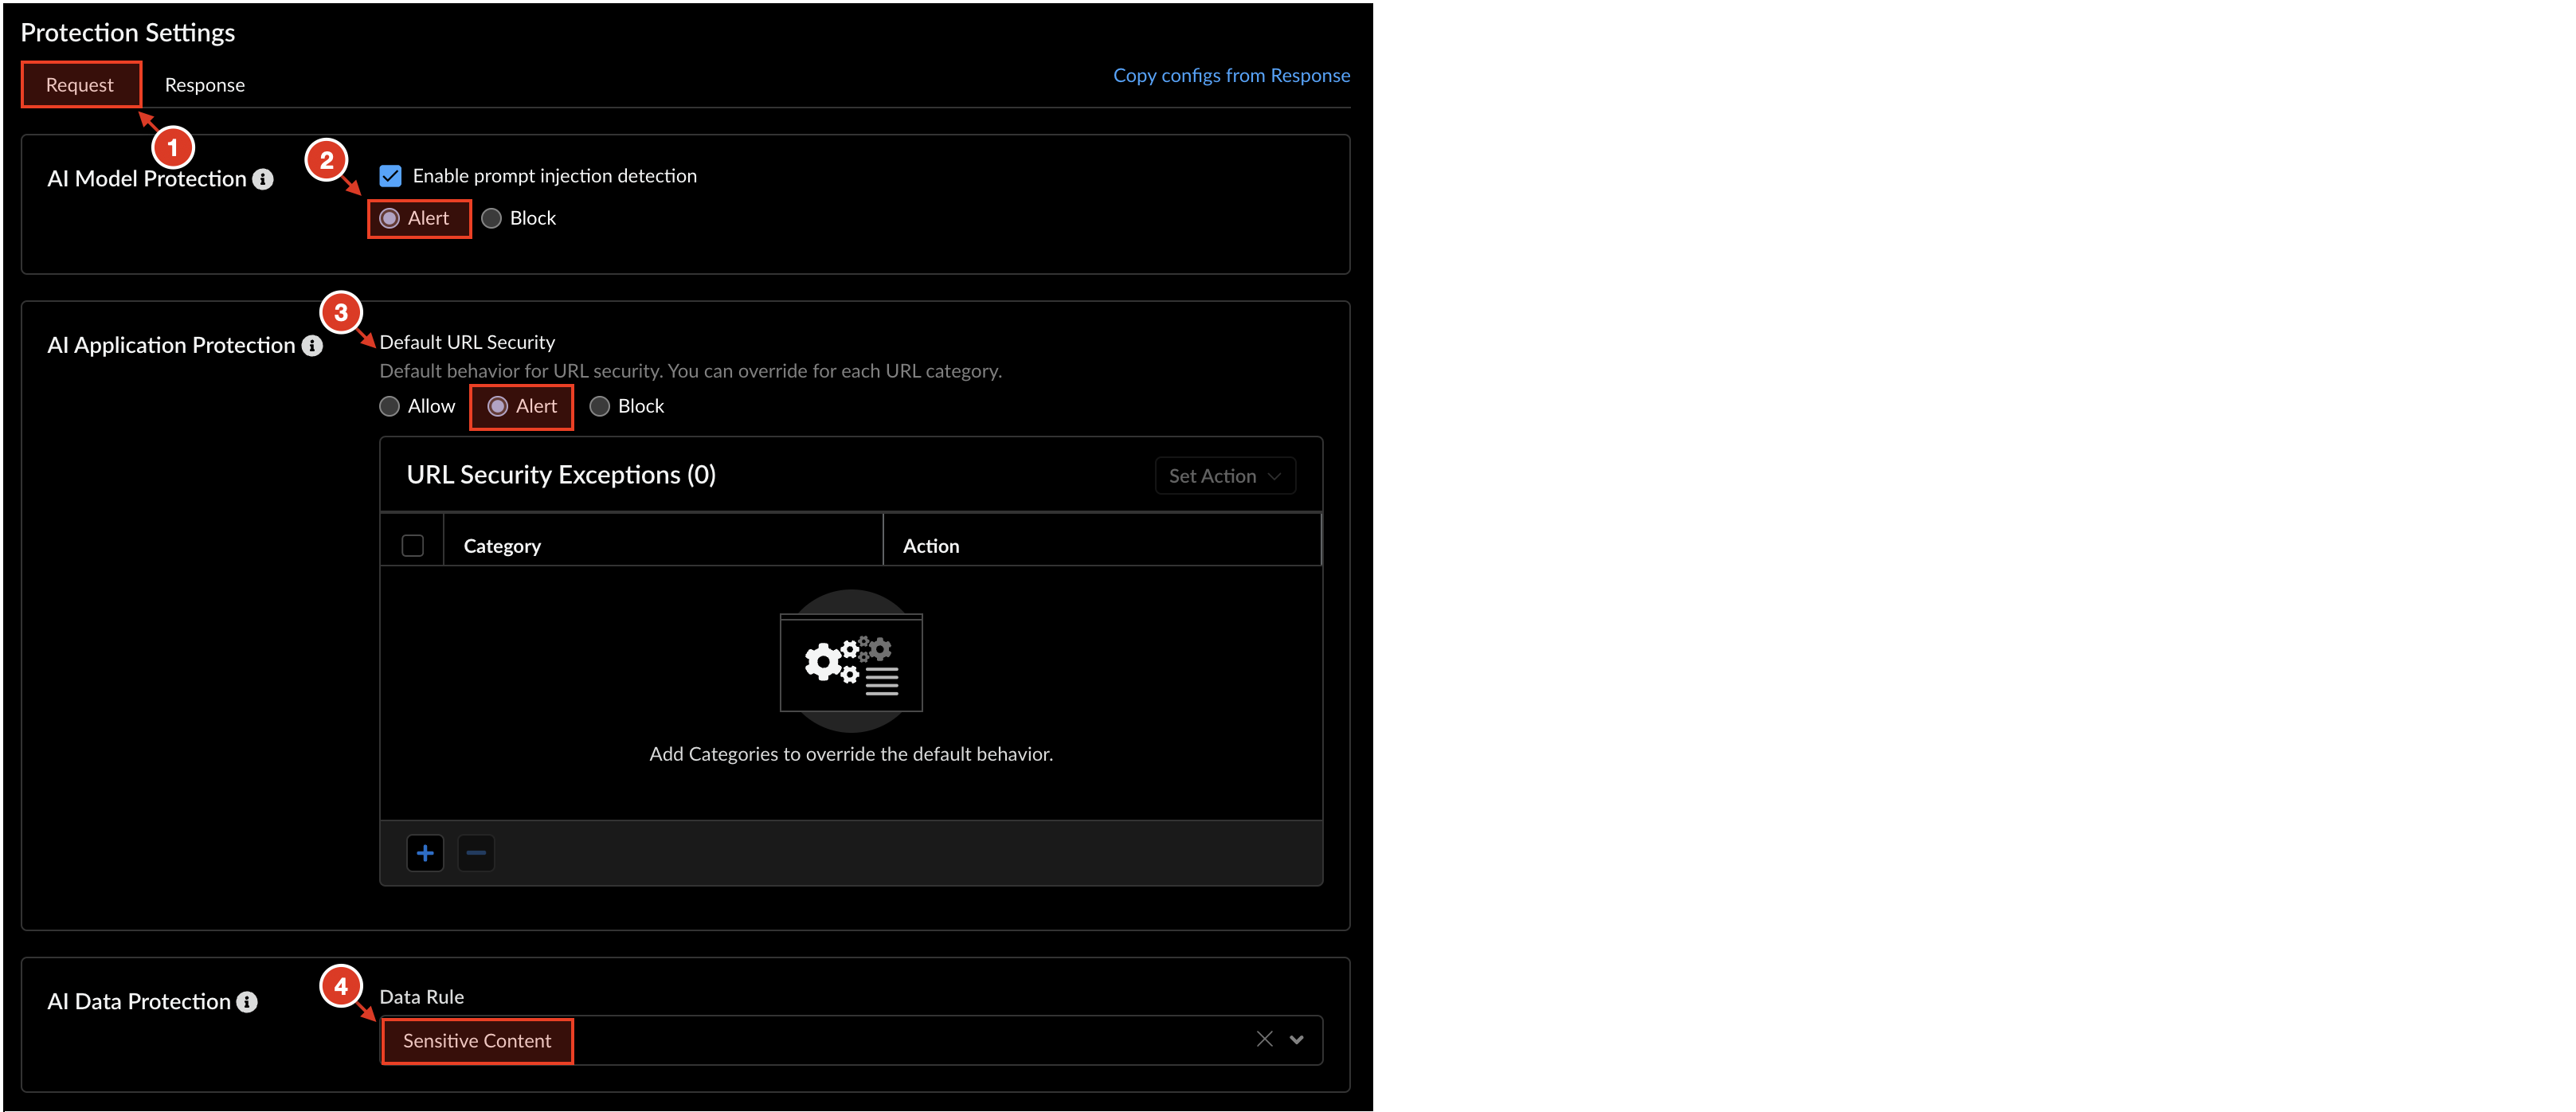 Protection Settings
Request Response Copy configs from Response
1
2
AI Model Protection Enable prompt injection detection
Alert Block
3
AI Application Protection Default URL Security
Default behavior for URL security. You can override for each URL category.
Allow Alert Block
URL Security Exceptions (0) Set Action
Category Action
Add Categories to override the default behavior.
4
AI Data Protection Data Rule
Sensitive Content